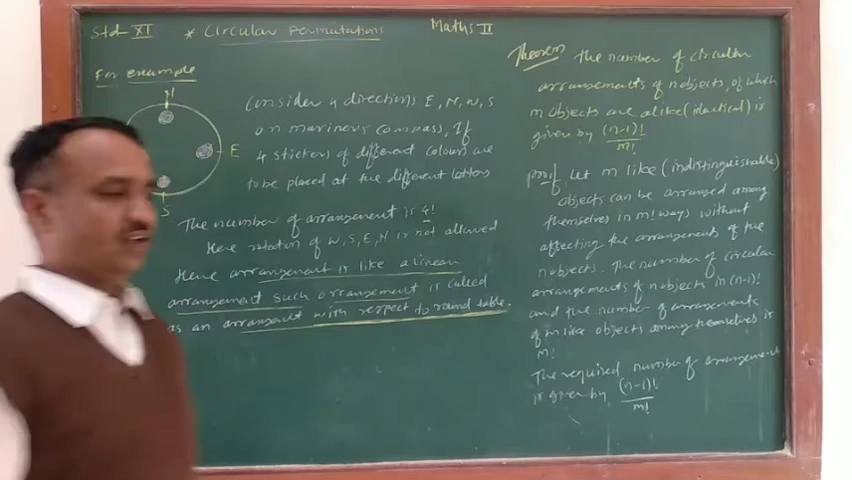 Std XI * Circular Permutations Maths II
For example
N
E
S
Consider 4 directions E, N, W, S
on mariners compass, If
4 stickers of different colours are
to be placed at the different letters
The number of arrangement is 4!
Here rotation of W, S, E, N is not allowed
Hence arrangement is like a linear
arrangement such arrangement is called
as an arrangement with respect to round table.
Theorem The number of circular
arrangements of n objects, of which
m objects are alike (identical) is
given by (n-1)!/m!
proof Let m like (indistinguishable)
objects can be arranged among
themselves in m! ways without
affecting the arrangements of the
n objects. The number of circular
arrangements of n objects in (n-1)!
and the number of arrangements
of m like objects among themselves is
m!
The required number of arrangement
is given by (n-1)!/m!